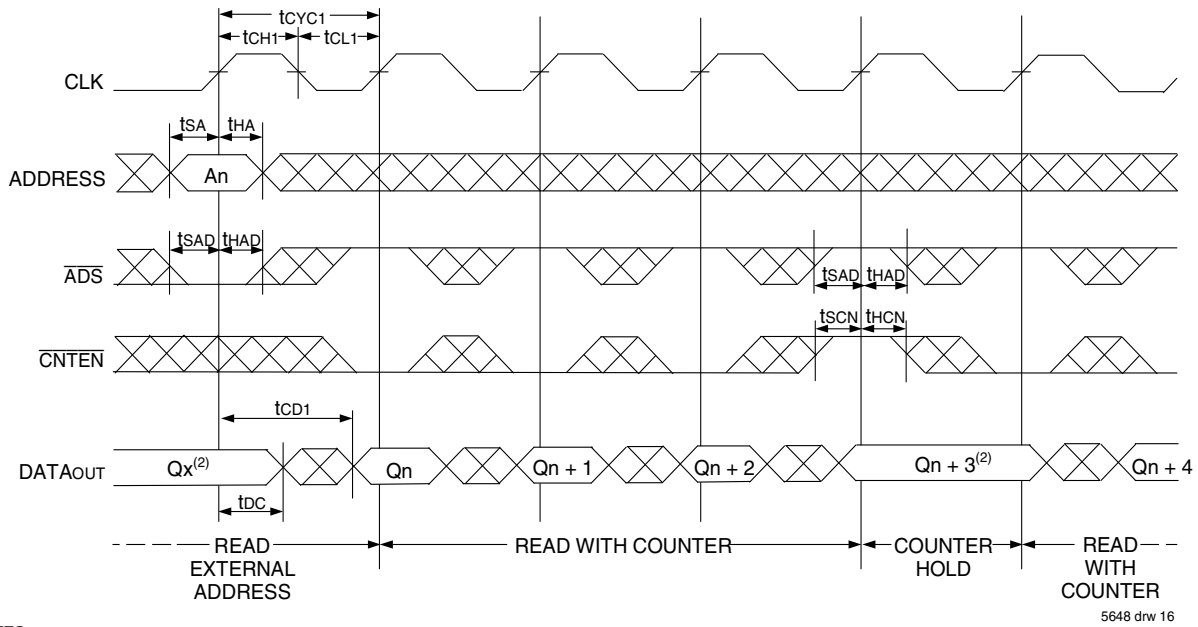 tCYC1
tCH1
tCL1
CLK
tSA
tHA
ADDRESS
An
tSAD
tHAD
ADS
tSAD
tHAD
tSCN
tHCN
CNTEN
tCD1
DATAOUT
Qx(2)
Qn
Qn + 1
Qn + 2
Qn + 3(2)
Qn + 4
tDC
READ
EXTERNAL
ADDRESS
READ WITH COUNTER
COUNTER
HOLD
READ
WITH
COUNTER
5648 drw 16